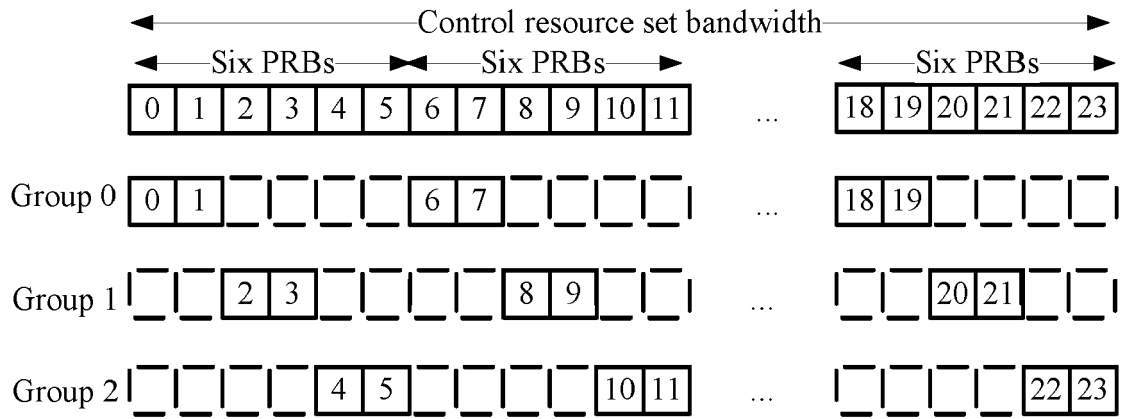 Control resource set bandwidth
Six PRBs Six PRBs Six PRBs
0 1 2 3 4 5 6 7 8 9 10 11 ... 18 19 20 21 22 23
Group 0 0 1 6 7 ... 18 19
Group 1 2 3 8 9 ... 20 21
Group 2 4 5 10 11 ... 22 23